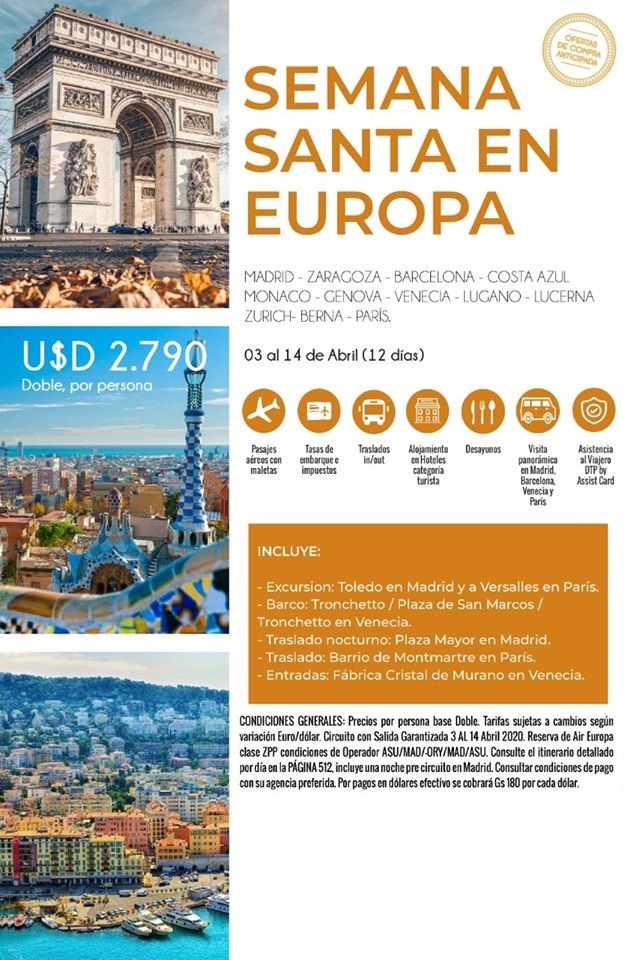 OFERTAS
DE COMPRA
ANTICIPADA
SEMANA
SANTA EN
EUROPA
MADRID - ZARAGOZA - BARCELONA - COSTA AZUL
MONACO - GENOVA - VENECIA - LUGANO - LUCERNA
ZURICH- BERNA - PARÍS.
03 al 14 de Abril (12 días)
U$D 2.790
Doble, por persona
Pasajes
aéreos con
maletas
Tasas de
embarque e
impuestos
Traslados
in/out
Alojamiento
en Hoteles
categoría
turista
Desayunos
Visita
panorámica
en Madrid,
Barcelona,
Venecia y
París
Asistencia
al Viajero
DTP by
Assist Card
INCLUYE:
- Excursion: Toledo en Madrid y a Versalles en París.
- Barco: Tronchetto / Plaza de San Marcos /
Tronchetto en Venecia.
- Traslado nocturno: Plaza Mayor en Madrid.
- Traslado: Barrio de Montmartre en París.
- Entradas: Fábrica Cristal de Murano en Venecia.
CONDICIONES GENERALES: Precios por persona base Doble. Tarifas sujetas a cambios según
variación Euro/dólar. Circuito con Salida Garantizada 3 AL 14 Abril 2020. Reserva de Air Europa
clase ZPP condiciones de Operador ASU/MAD/-ORY/MAD/ASU. Consulte el itinerario detallado
por día en la PÁGINA 512, incluye una noche pre circuito en Madrid. Consultar condiciones de pago
con su agencia preferida. Por pagos en dólares efectivo se cobrará Gs 180 por cada dólar.